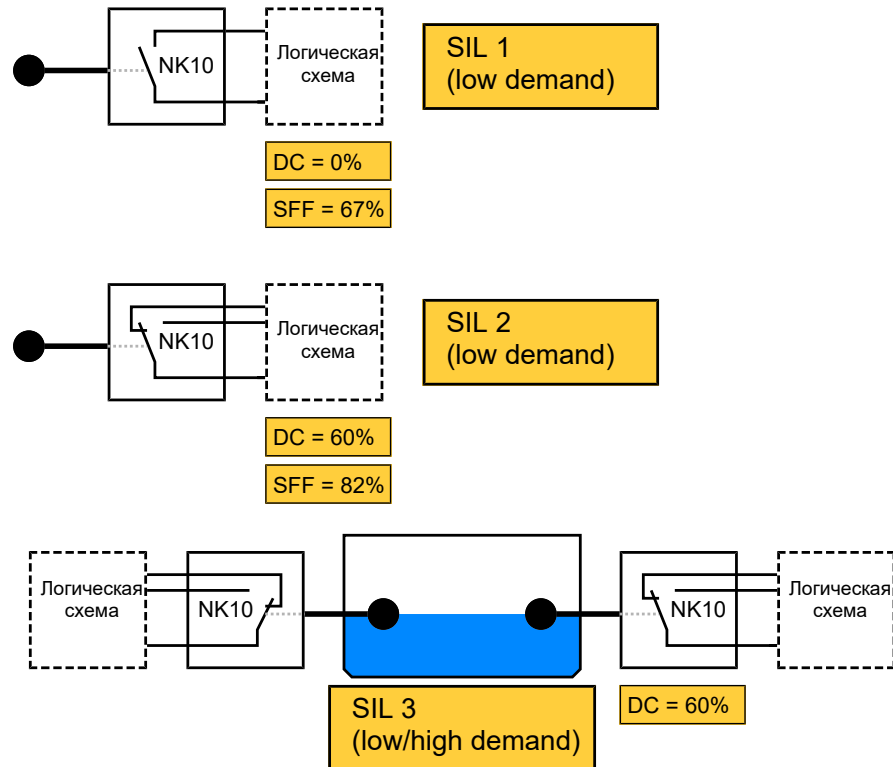 NK10
Логическая
схема
SIL 1
(low demand)
DC = 0%
SFF = 67%
NK10
Логическая
схема
SIL 2
(low demand)
DC = 60%
SFF = 82%
Логическая
схема
NK10
NK10
Логическая
схема
SIL 3
(low/high demand)
DC = 60%